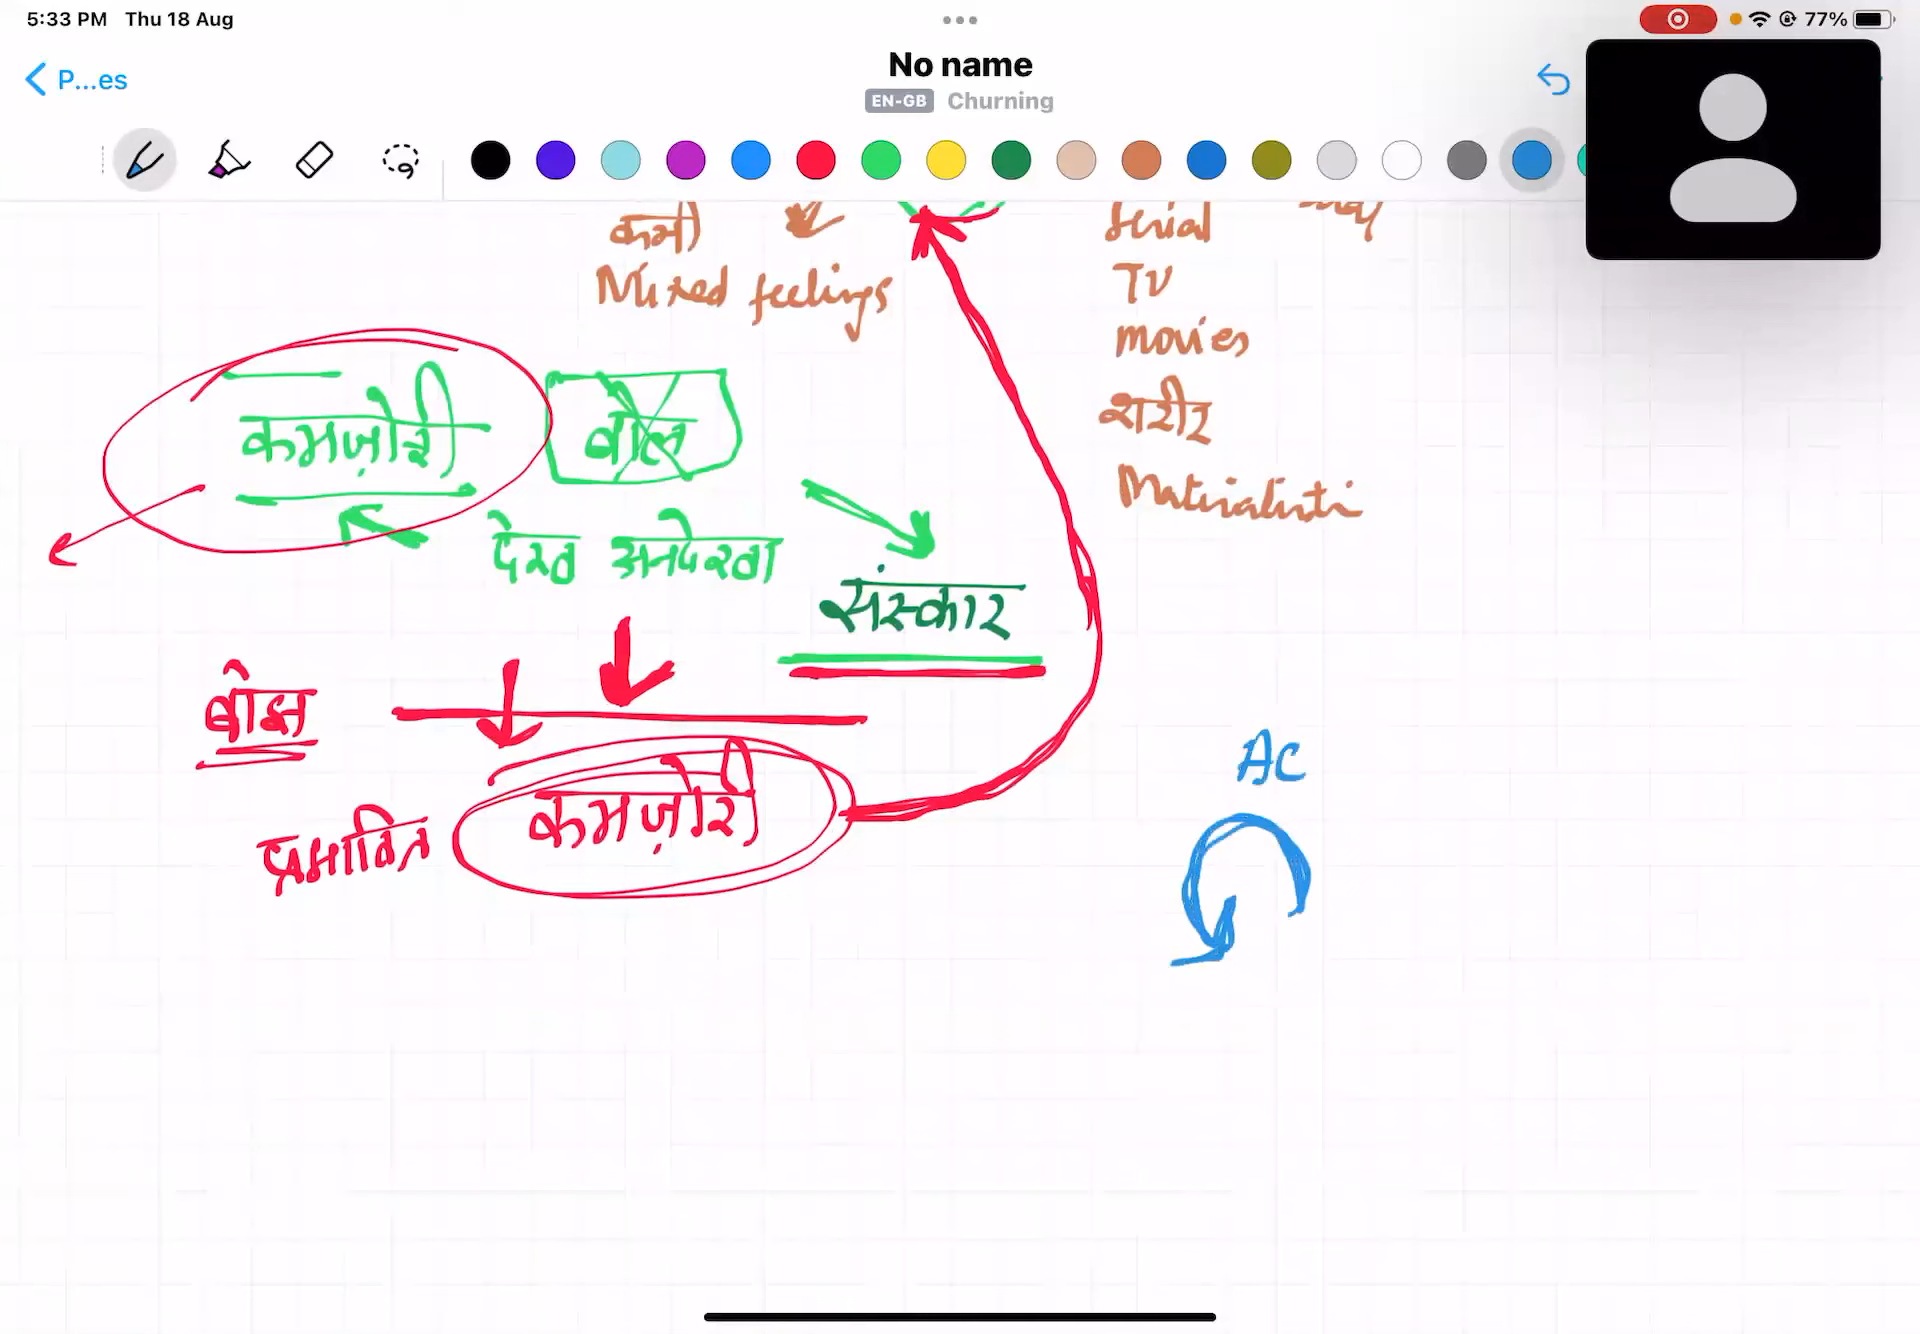 5:33 PM Thu 18 Aug
77%
P...es
No name
EN-GB Churning
कमी
Mixed feelings
Serial
TV
movies
शरीर
Materialisti
कमज़ोरी बोल
देख अनदेखा
संस्कार
बोझ
प्रभावित कमज़ोरी
AC